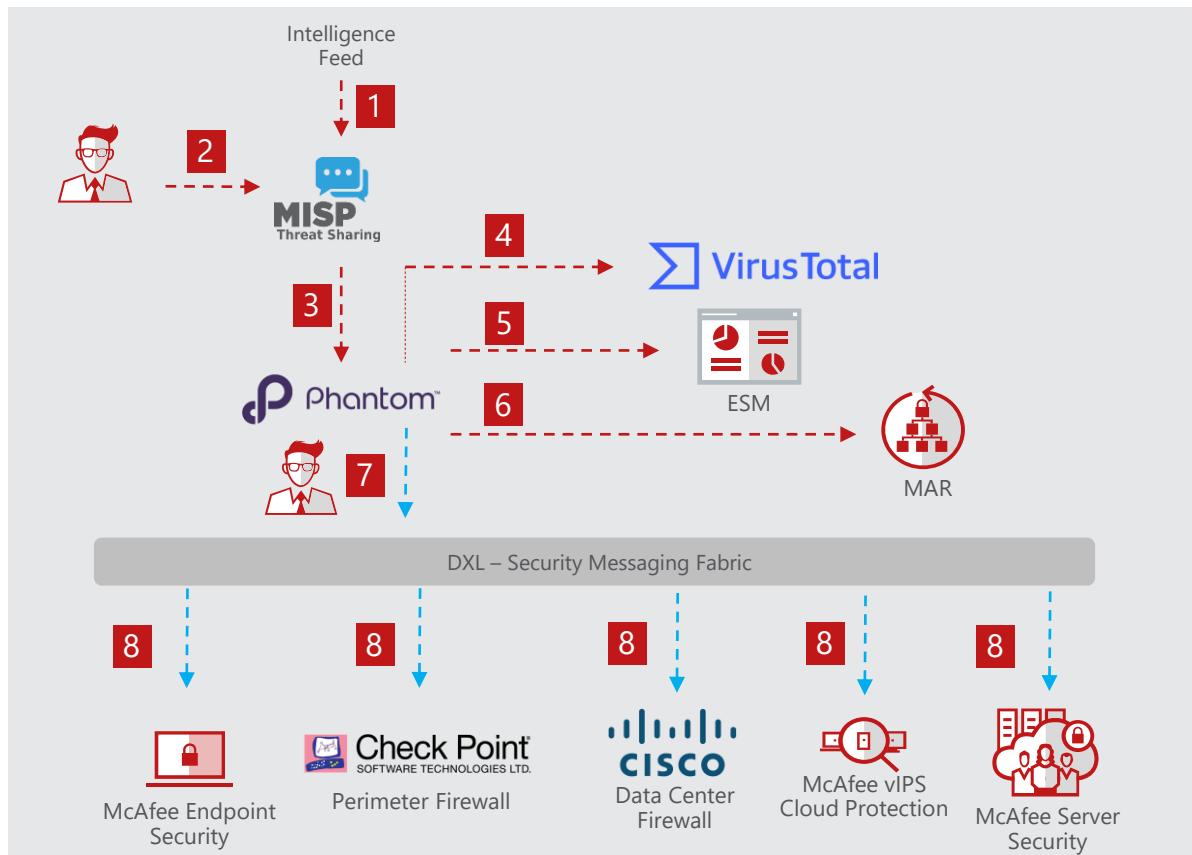 Intelligence
Feed
1
2
MISP
Threat Sharing
4
VirusTotal
3
5
Phantom™
ESM
6
MAR
7
DXL – Security Messaging Fabric
8
8
8
8
8
McAfee Endpoint
Security
Check Point®
SOFTWARE TECHNOLOGIES LTD.
Perimeter Firewall
CISCO
Data Center
Firewall
McAfee vIPS
Cloud Protection
McAfee Server
Security